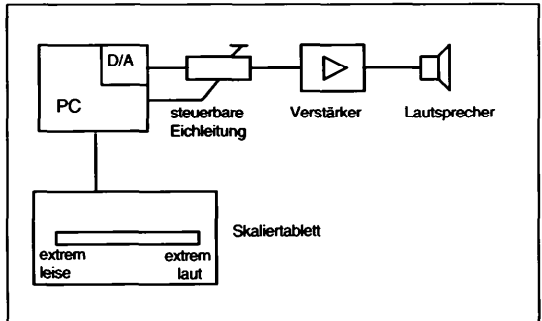 D/A
PC
steuerbare
Eichleitung
Verstärker
Lautsprecher
Skaliertablett
extrem
leise
extrem
laut